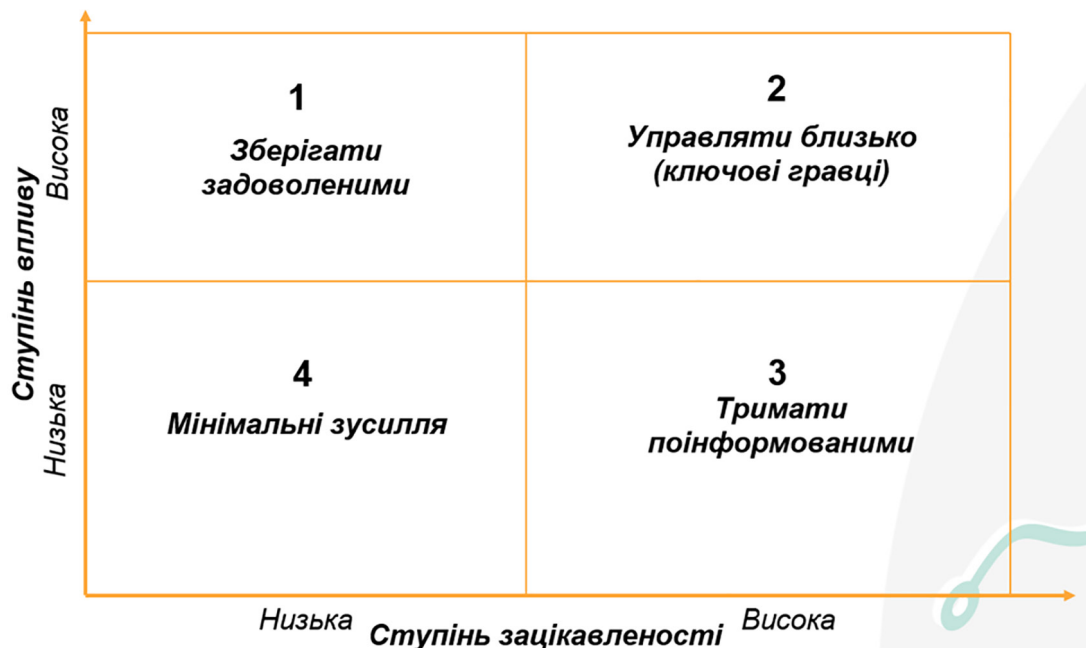 Ступінь впливу
Висока
Низька
1
Зберігати
задоволеними
2
Управляти близько
(ключові гравці)
4
Мінімальні зусилля
3
Тримати
поінформованими
Низька
Ступінь зацікавленості
Висока